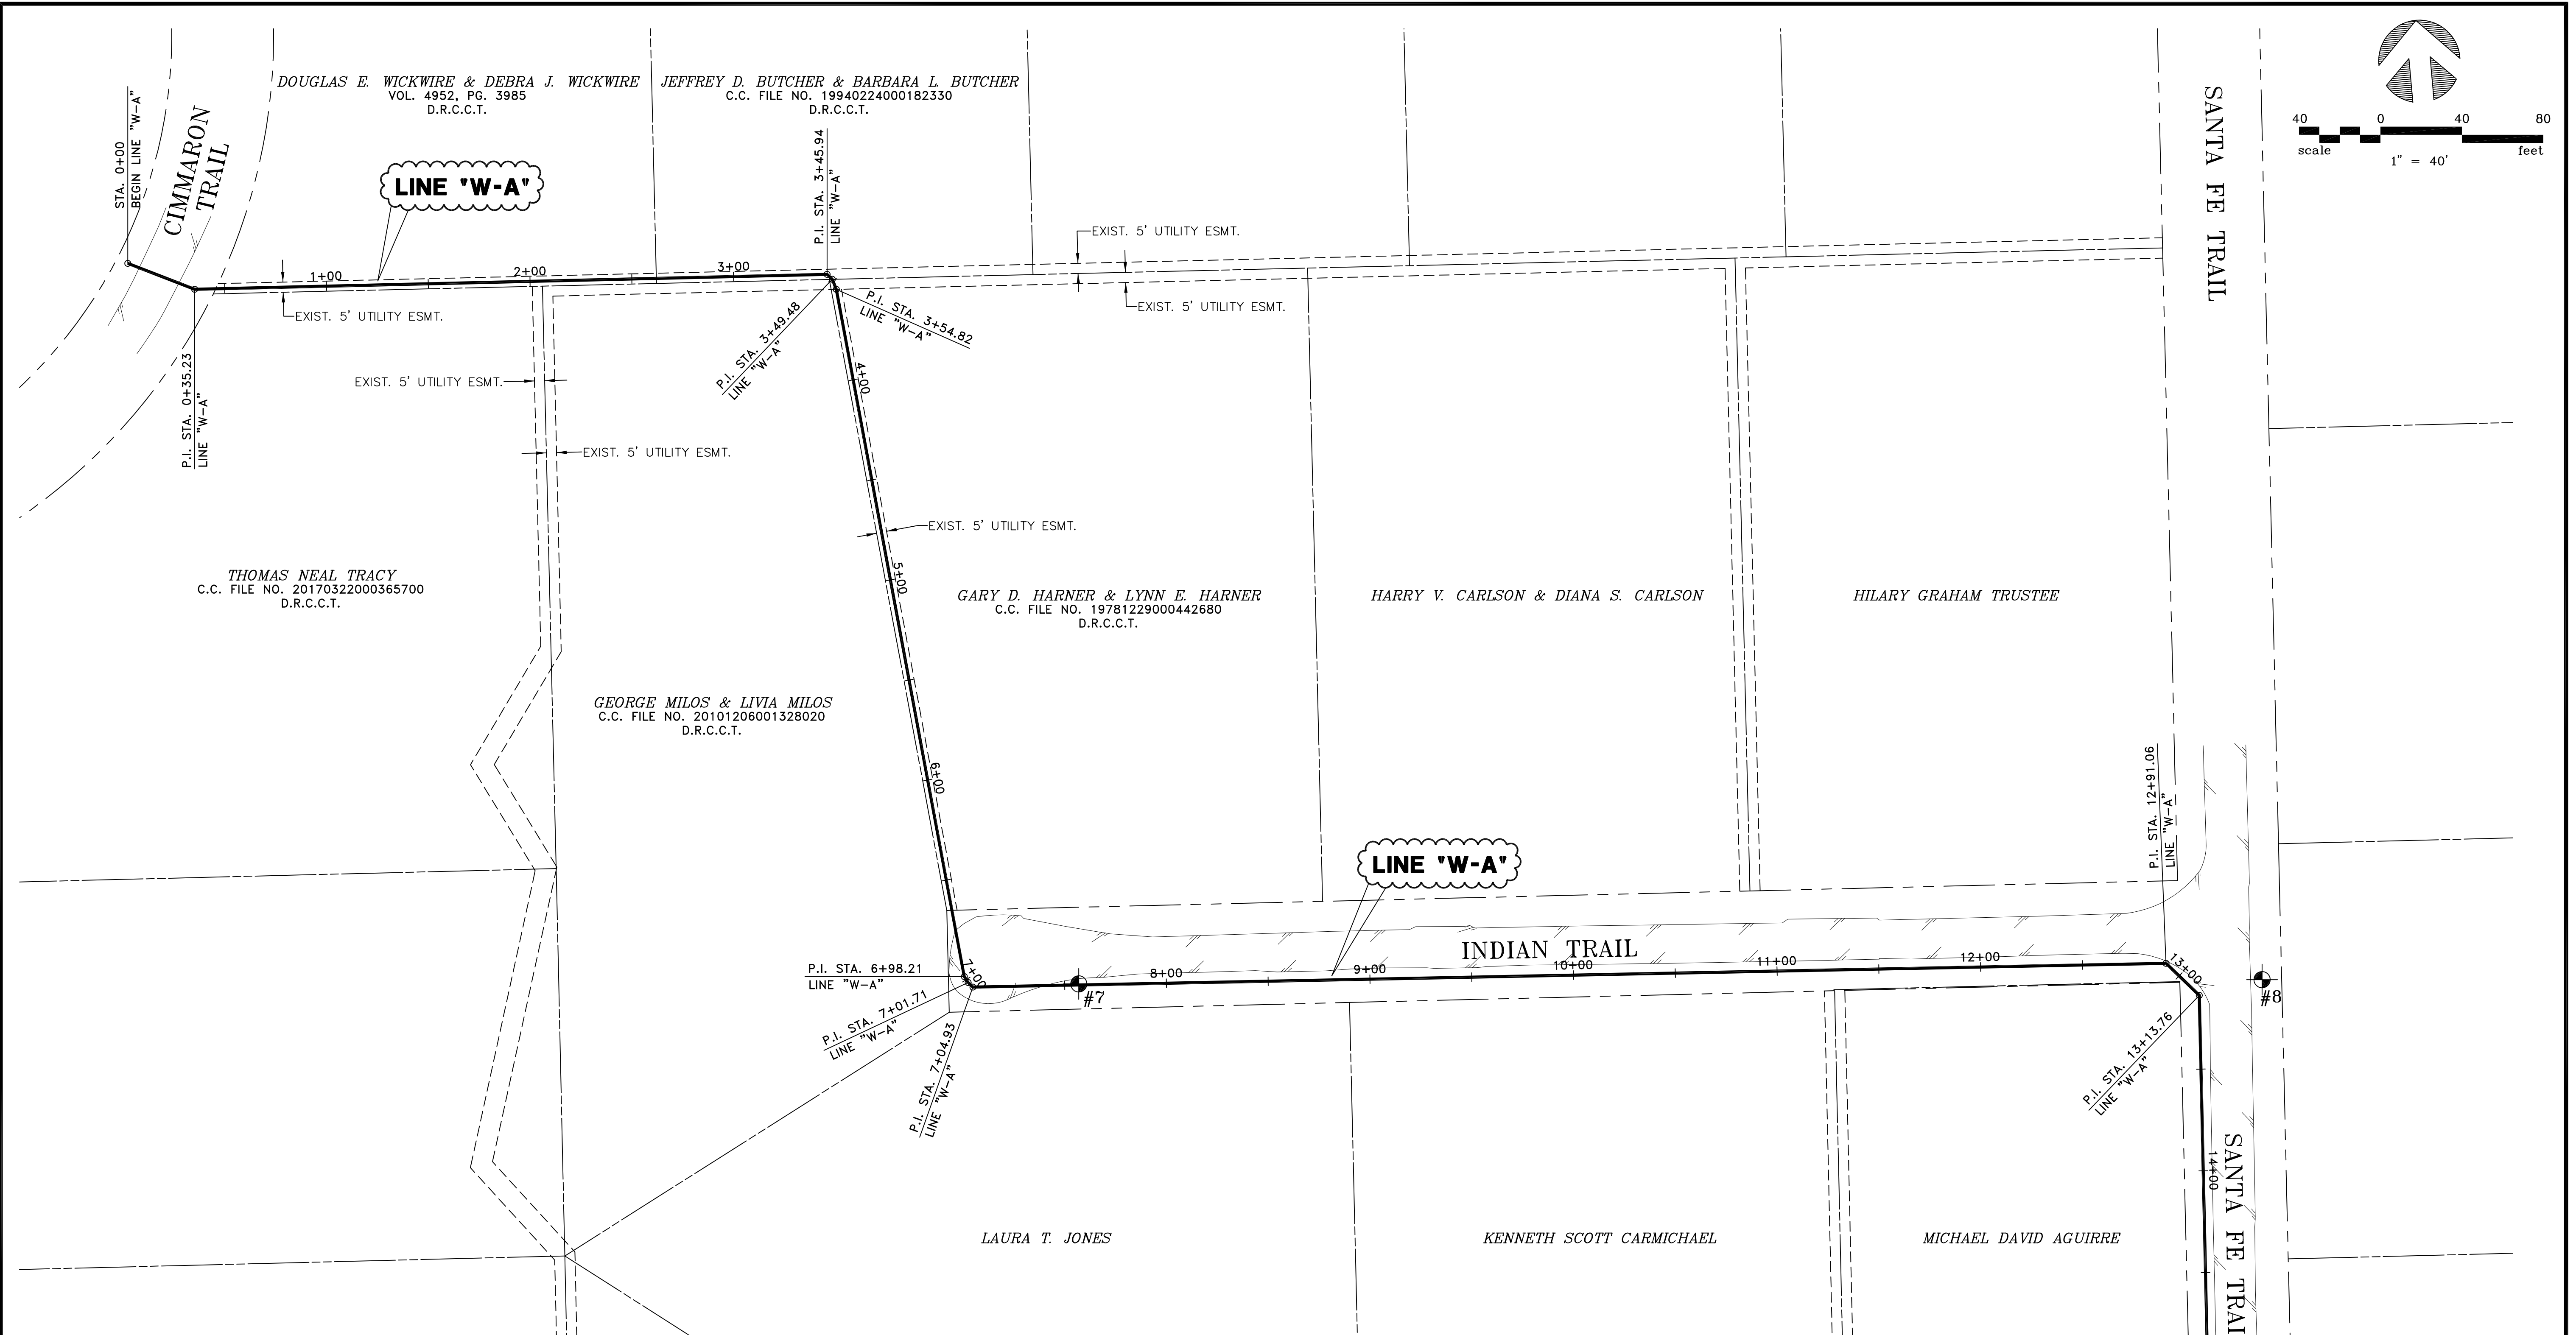 DOUGLAS E. WICKWIRE & DEBRA J. WICKWIRE
VOL. 4952, PG. 3985
D.R.C.C.T.
JEFFREY D. BUTCHER & BARBARA L. BUTCHER
C.C. FILE NO. 19940224000182330
D.R.C.C.T.
STA. 0+00
BEGIN LINE "W-A"
CIMMARON
TRAIL
LINE "W-A"
P.I. STA. 3+45.94
LINE "W-A"
SANTA FE TRAIL
40 0 40 80
scale feet
1" = 40'
EXIST. 5' UTILITY ESMT.
1+00
2+00
3+00
EXIST. 5' UTILITY ESMT.
EXIST. 5' UTILITY ESMT.
P.I. STA. 3+54.82
LINE "W-A"
P.I. STA. 3+49.48
LINE "W-A"
P.I. STA. 0+35.23
LINE "W-A"
EXIST. 5' UTILITY ESMT.
4+00
EXIST. 5' UTILITY ESMT.
EXIST. 5' UTILITY ESMT.
5+00
THOMAS NEAL TRACY
C.C. FILE NO. 20170322000365700
D.R.C.C.T.
GARY D. HARNER & LYNN E. HARNER
C.C. FILE NO. 19781229000442680
D.R.C.C.T.
HARRY V. CARLSON & DIANA S. CARLSON
HILARY GRAHAM TRUSTEE
GEORGE MILOS & LIVIA MILOS
C.C. FILE NO. 20101206001328020
D.R.C.C.T.
6+00
P.I. STA. 12+91.06
LINE "W-A"
LINE "W-A"
INDIAN TRAIL
P.I. STA. 6+98.21
LINE "W-A"
7+00
8+00
9+00
10+00
11+00
12+00
13+00
#7
#8
P.I. STA. 7+01.71
LINE "W-A"
P.I. STA. 7+04.93
LINE "W-A"
P.I. STA. 13+13.76
LINE "W-A"
14+00
SANTA FE TRAI
LAURA T. JONES
KENNETH SCOTT CARMICHAEL
MICHAEL DAVID AGUIRRE